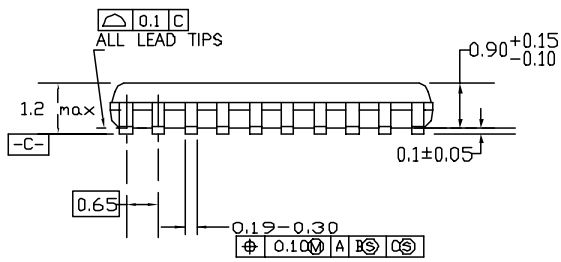 ⌓ 0.1 C
ALL LEAD TIPS
0.90 +0.15 -0.10
1.2 max
-C-
0.1±0.05
0.65
0.19-0.30
⌖ 0.10Ⓜ A BⓈ CⓈ